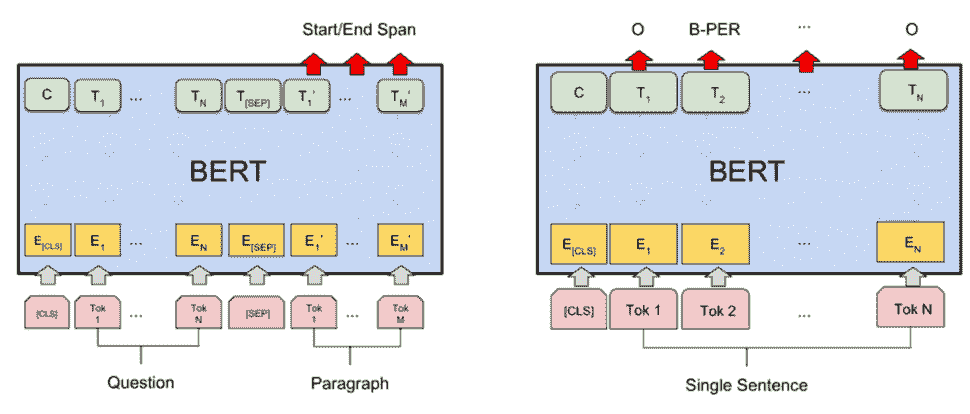 Start/End Span
C T1 ... TN T[SEP] T1' ... TM'
BERT
E[CLS] E1 ... EN E[SEP] E1' ... EM'
[CLS] Tok 1 ... Tok N [SEP] Tok 1 ... Tok M
Question Paragraph
O B-PER ... O
C T1 T2 ... TN
BERT
E[CLS] E1 E2 ... EN
[CLS] Tok 1 Tok 2 ... Tok N
Single Sentence